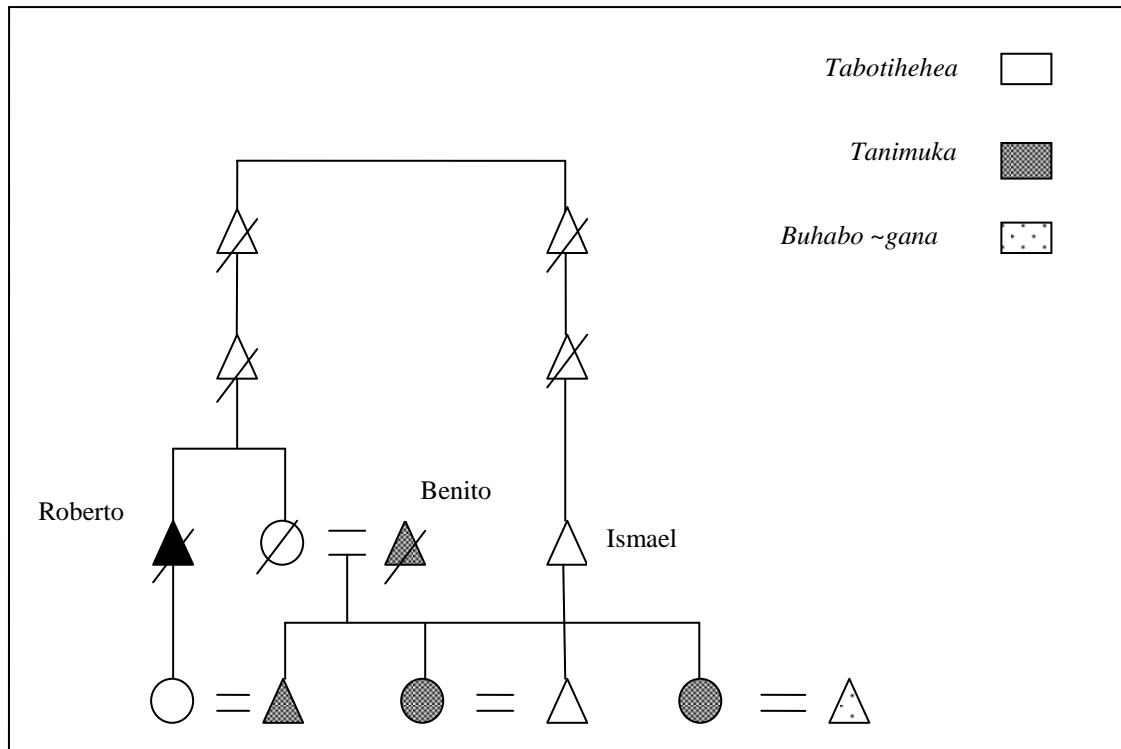 Tabotihehea
Tanimuka
Buhabo ~gana
Benito
Roberto
Ismael